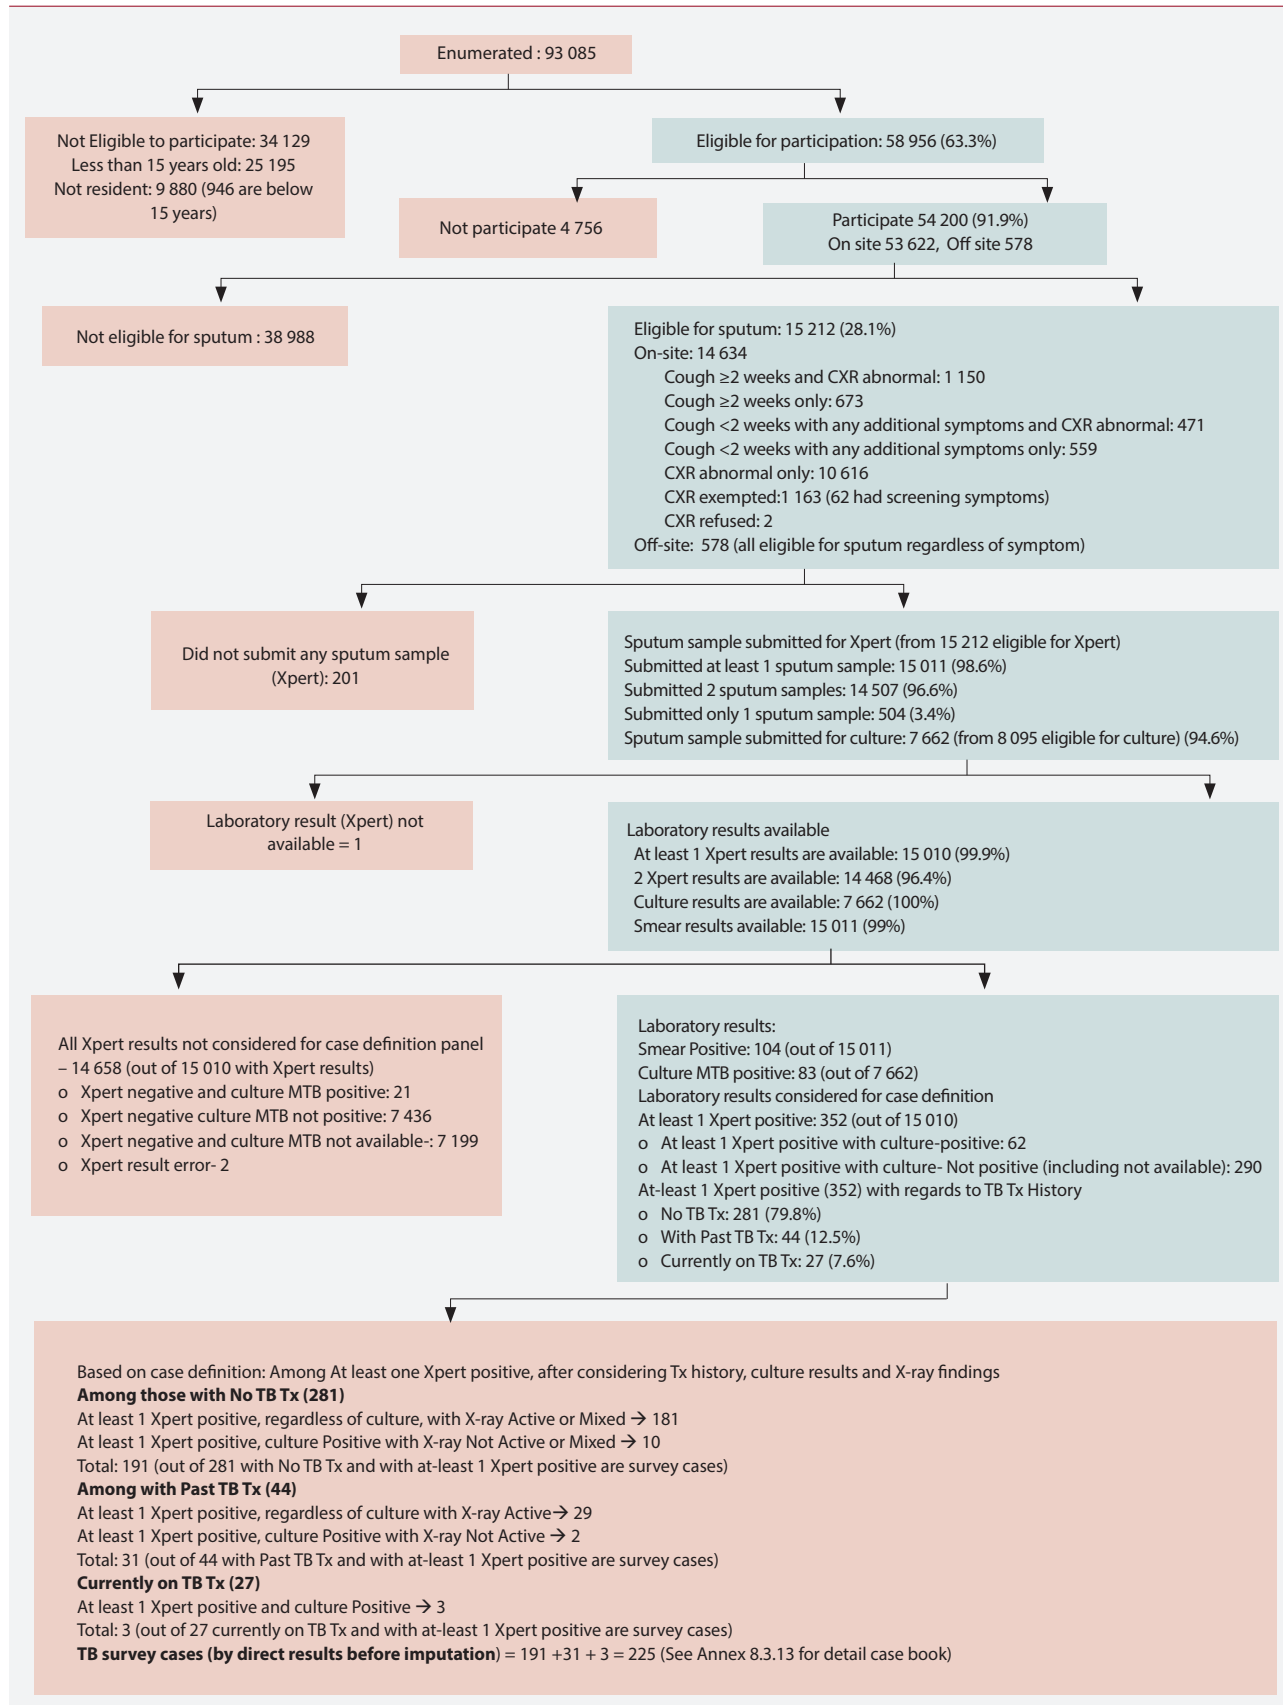 Enumerated : 93 085
Not Eligible to participate: 34 129
Less than 15 years old: 25 195
Not resident: 9 880 (946 are below
15 years)
Eligible for participation: 58 956 (63.3%)
Not participate 4 756
Participate 54 200 (91.9%)
On site 53 622, Off site 578
Not eligible for sputum : 38 988
Eligible for sputum: 15 212 (28.1%)
On-site: 14 634
Cough ≥2 weeks and CXR abnormal: 1 150
Cough ≥2 weeks only: 673
Cough <2 weeks with any additional symptoms and CXR abnormal: 471
Cough <2 weeks with any additional symptoms only: 559
CXR abnormal only: 10 616
CXR exempted:1 163 (62 had screening symptoms)
CXR refused: 2
Off-site: 578 (all eligible for sputum regardless of symptom)
Did not submit any sputum sample
(Xpert): 201
Sputum sample submitted for Xpert (from 15 212 eligible for Xpert)
Submitted at least 1 sputum sample: 15 011 (98.6%)
Submitted 2 sputum samples: 14 507 (96.6%)
Submitted only 1 sputum sample: 504 (3.4%)
Sputum sample submitted for culture: 7 662 (from 8 095 eligible for culture) (94.6%)
Laboratory result (Xpert) not
available = 1
Laboratory results available
At least 1 Xpert results are available: 15 010 (99.9%)
2 Xpert results are available: 14 468 (96.4%)
Culture results are available: 7 662 (100%)
Smear results available: 15 011 (99%)
All Xpert results not considered for case definition panel
– 14 658 (out of 15 010 with Xpert results)
o Xpert negative and culture MTB positive: 21
o Xpert negative culture MTB not positive: 7 436
o Xpert negative and culture MTB not available-: 7 199
o Xpert result error- 2
Laboratory results:
Smear Positive: 104 (out of 15 011)
Culture MTB positive: 83 (out of 7 662)
Laboratory results considered for case definition
At least 1 Xpert positive: 352 (out of 15 010)
o At least 1 Xpert positive with culture-positive: 62
o At least 1 Xpert positive with culture- Not positive (including not available): 290
At-least 1 Xpert positive (352) with regards to TB Tx History
o No TB Tx: 281 (79.8%)
o With Past TB Tx: 44 (12.5%)
o Currently on TB Tx: 27 (7.6%)
Based on case definition: Among At least one Xpert positive, after considering Tx history, culture results and X-ray findings
Among those with No TB Tx (281)
At least 1 Xpert positive, regardless of culture, with X-ray Active or Mixed → 181
At least 1 Xpert positive, culture Positive with X-ray Not Active or Mixed → 10
Total: 191 (out of 281 with No TB Tx and with at-least 1 Xpert positive are survey cases)
Among with Past TB Tx (44)
At least 1 Xpert positive, regardless of culture with X-ray Active→ 29
At least 1 Xpert positive, culture Positive with X-ray Not Active → 2
Total: 31 (out of 44 with Past TB Tx and with at-least 1 Xpert positive are survey cases)
Currently on TB Tx (27)
At least 1 Xpert positive and culture Positive → 3
Total: 3 (out of 27 currently on TB Tx and with at-least 1 Xpert positive are survey cases)
TB survey cases (by direct results before imputation) = 191 +31 + 3 = 225 (See Annex 8.3.13 for detail case book)